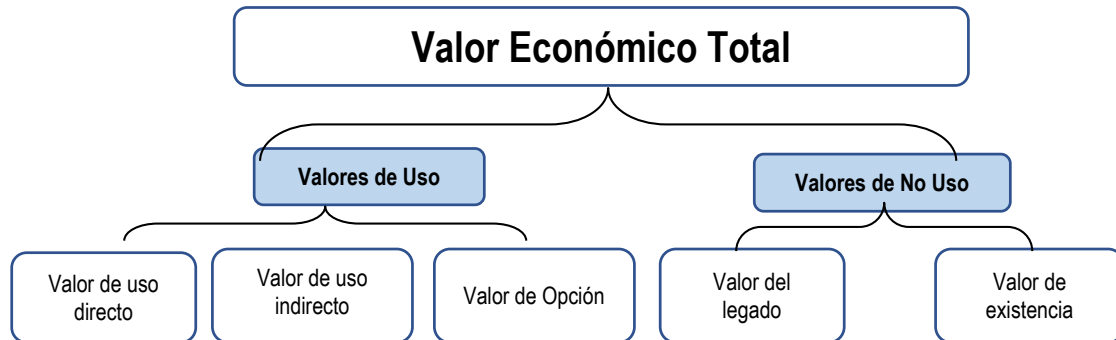 Valor Económico Total
Valores de Uso
Valores de No Uso
Valor de uso
directo
Valor de uso
indirecto
Valor de Opción
Valor del
legado
Valor de
existencia